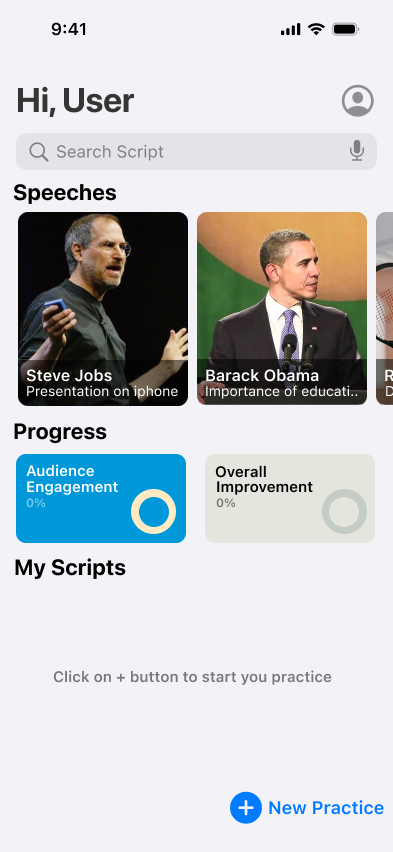 9:41
Hi, User
Search Script
Speeches
Steve Jobs
Presentation on iphone
Barack Obama
Importance of educati..
R
D
Progress
Audience
Engagement
0%
Overall
Improvement
0%
My Scripts
Click on + button to start you practice
New Practice